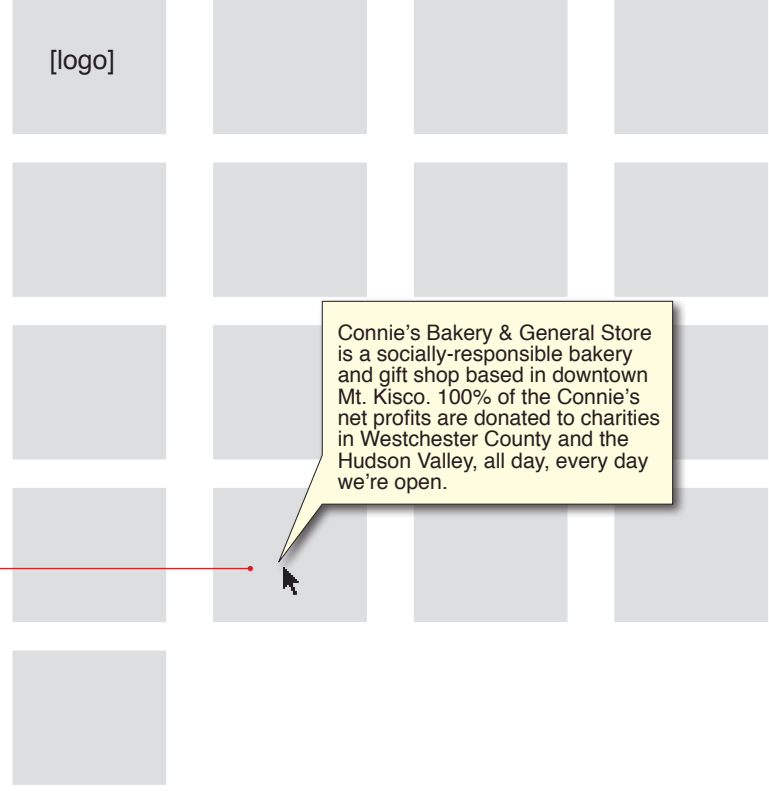 [logo]
Connie’s Bakery & General Store
is a socially-responsible bakery
and gift shop based in downtown
Mt. Kisco. 100% of the Connie’s
net profits are donated to charities
in Westchester County and the
Hudson Valley, all day, every day
we’re open.